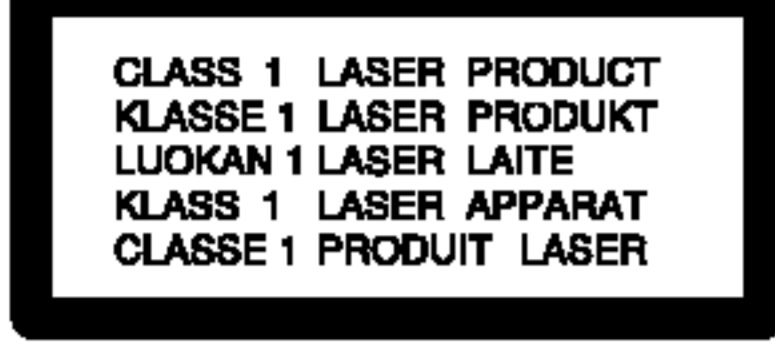 CLASS 1 LASER PRODUCT
KLASSE 1 LASER PRODUKT
LUOKAN 1 LASER LAITE
KLASS 1 LASER APPARAT
CLASSE 1 PRODUIT LASER